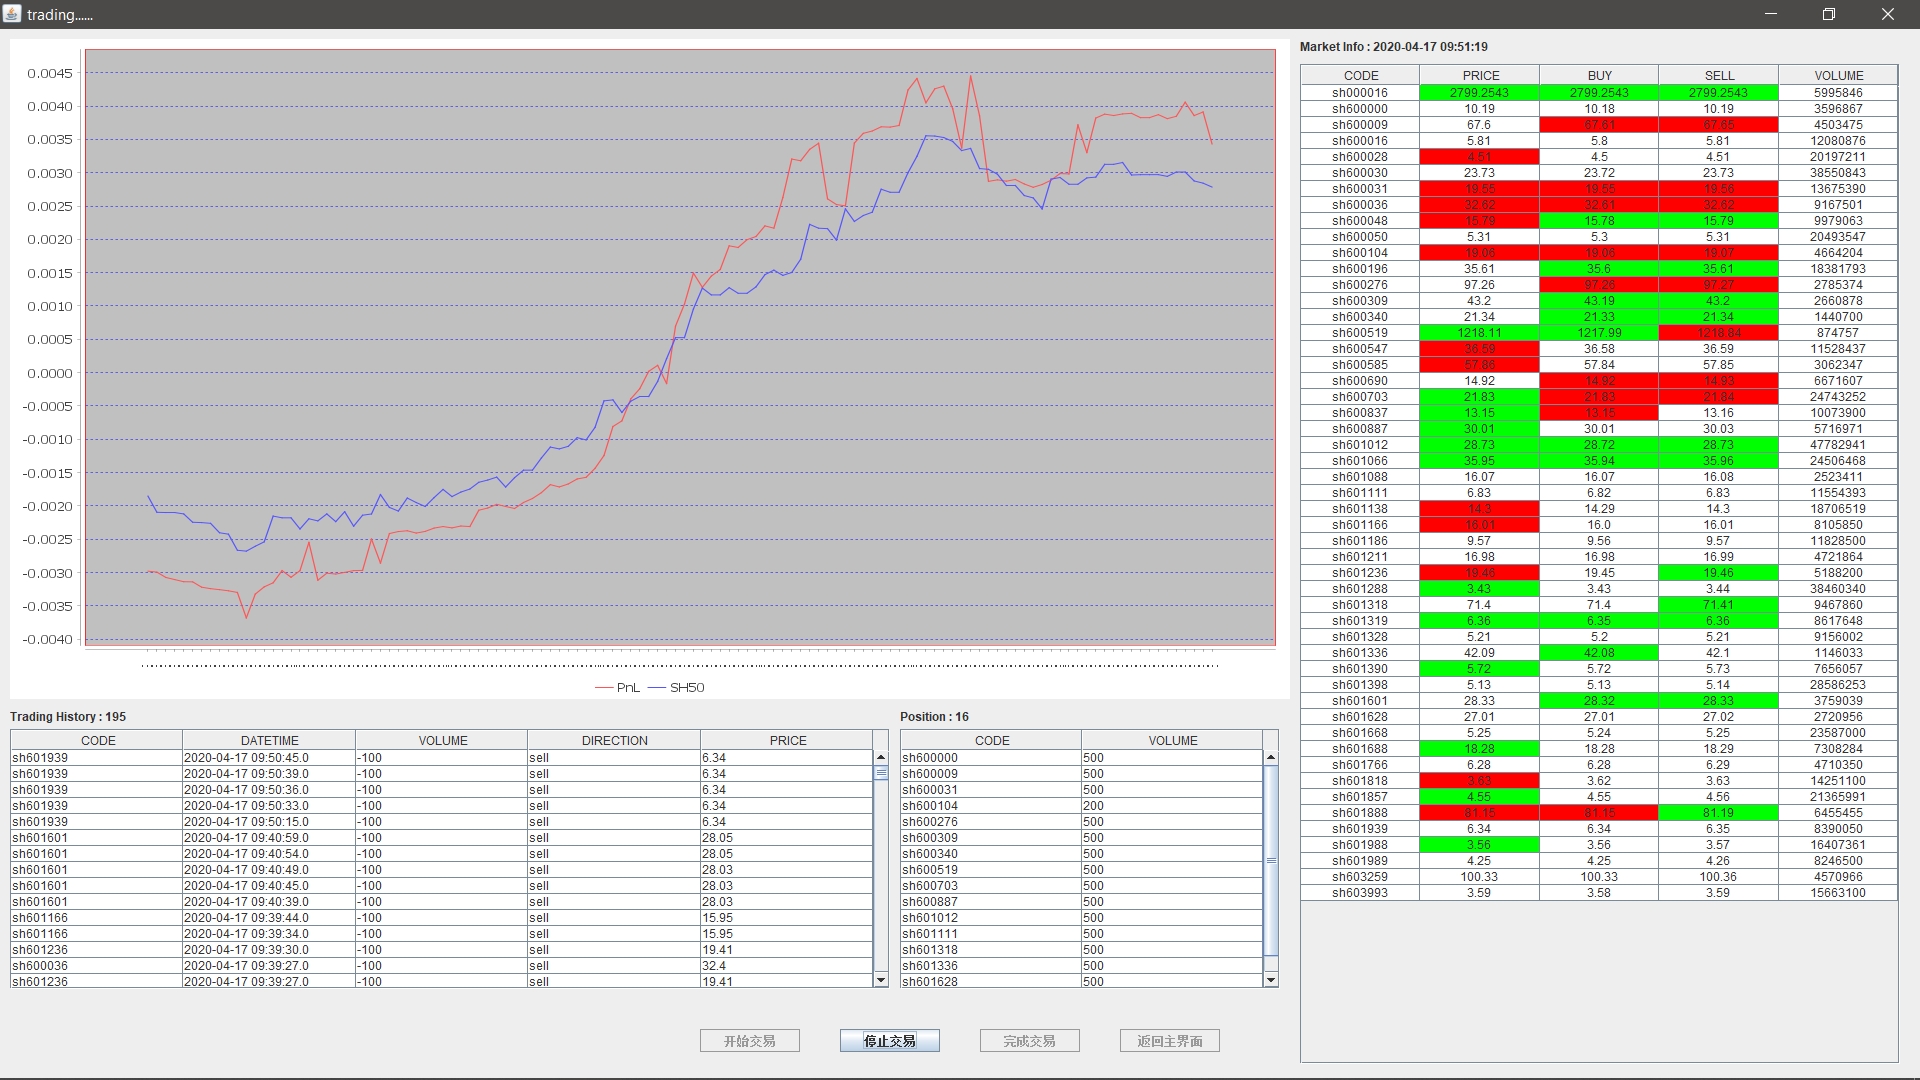 trading......
0.0045
0.0040
0.0035
0.0030
0.0025
0.0020
0.0015
0.0010
0.0005
0.0000
-0.0005
-0.0010
-0.0015
-0.0020
-0.0025
-0.0030
-0.0035
-0.0040
PnL SH50
Market Info : 2020-04-17 09:51:19
CODE PRICE BUY SELL VOLUME
sh000016 2799.2543 2799.2543 2799.2543 5995846
sh600000 10.19 10.18 10.19 3596867
sh600009 67.6 67.61 67.65 4503475
sh600016 5.81 5.8 5.81 12080876
sh600028 4.51 4.5 4.51 20197211
sh600030 23.73 23.72 23.73 38550843
sh600031 19.55 19.55 19.56 13675390
sh600036 32.62 32.61 32.62 9167501
sh600048 15.79 15.78 15.79 9979063
sh600050 5.31 5.3 5.31 20493547
sh600104 19.06 19.06 19.07 4664204
sh600196 35.61 35.6 35.61 18381793
sh600276 97.26 97.26 97.27 2785374
sh600309 43.2 43.19 43.2 2660878
sh600340 21.34 21.33 21.34 1440700
sh600519 1218.11 1217.99 1218.84 874757
sh600547 36.59 36.58 36.59 11528437
sh600585 57.86 57.84 57.85 3062347
sh600690 14.92 14.92 14.93 6671607
sh600703 21.83 21.83 21.84 24743252
sh600837 13.15 13.15 13.16 10073900
sh600887 30.01 30.01 30.03 5716971
sh601012 28.73 28.72 28.73 47782941
sh601066 35.95 35.94 35.96 24506468
sh601088 16.07 16.07 16.08 2523411
sh601111 6.83 6.82 6.83 11554393
sh601138 14.3 14.29 14.3 18706519
sh601166 16.01 16.0 16.01 8105850
sh601186 9.57 9.56 9.57 11828500
sh601211 16.98 16.98 16.99 4721864
sh601236 19.46 19.45 19.46 5188200
sh601288 3.43 3.43 3.44 38460340
sh601318 71.4 71.4 71.41 9467860
sh601319 6.36 6.35 6.36 8617648
sh601328 5.21 5.2 5.21 9156002
sh601336 42.09 42.08 42.1 1146033
sh601390 5.72 5.72 5.73 7656057
sh601398 5.13 5.13 5.14 28586253
sh601601 28.33 28.32 28.33 3759039
sh601628 27.01 27.01 27.02 2720956
sh601668 5.25 5.24 5.25 23587000
sh601688 18.28 18.28 18.29 7308284
sh601766 6.28 6.28 6.29 4710350
sh601818 3.63 3.62 3.63 14251100
sh601857 4.55 4.55 4.56 21365991
sh601888 81.15 81.15 81.19 6455455
sh601939 6.34 6.34 6.35 8390050
sh601988 3.56 3.56 3.57 16407361
sh601989 4.25 4.25 4.26 8246500
sh603259 100.33 100.33 100.36 4570966
sh603993 3.59 3.58 3.59 15663100
Trading History : 195
CODE DATETIME VOLUME DIRECTION PRICE
sh601939 2020-04-17 09:50:45.0 -100 sell 6.34
sh601939 2020-04-17 09:50:39.0 -100 sell 6.34
sh601939 2020-04-17 09:50:36.0 -100 sell 6.34
sh601939 2020-04-17 09:50:33.0 -100 sell 6.34
sh601939 2020-04-17 09:50:15.0 -100 sell 6.34
sh601601 2020-04-17 09:40:59.0 -100 sell 28.05
sh601601 2020-04-17 09:40:54.0 -100 sell 28.05
sh601601 2020-04-17 09:40:49.0 -100 sell 28.03
sh601601 2020-04-17 09:40:45.0 -100 sell 28.03
sh601601 2020-04-17 09:40:39.0 -100 sell 28.03
sh601166 2020-04-17 09:39:44.0 -100 sell 15.95
sh601166 2020-04-17 09:39:34.0 -100 sell 15.95
sh601236 2020-04-17 09:39:30.0 -100 sell 19.41
sh600036 2020-04-17 09:39:27.0 -100 sell 32.4
sh601236 2020-04-17 09:39:27.0 -100 sell 19.41
Position : 16
CODE VOLUME
sh600000 500
sh600009 500
sh600031 500
sh600104 200
sh600276 500
sh600309 500
sh600340 500
sh600519 500
sh600703 500
sh600887 500
sh601012 500
sh601111 500
sh601318 500
sh601336 500
sh601628 500
开始交易 停止交易 完成交易 返回主界面